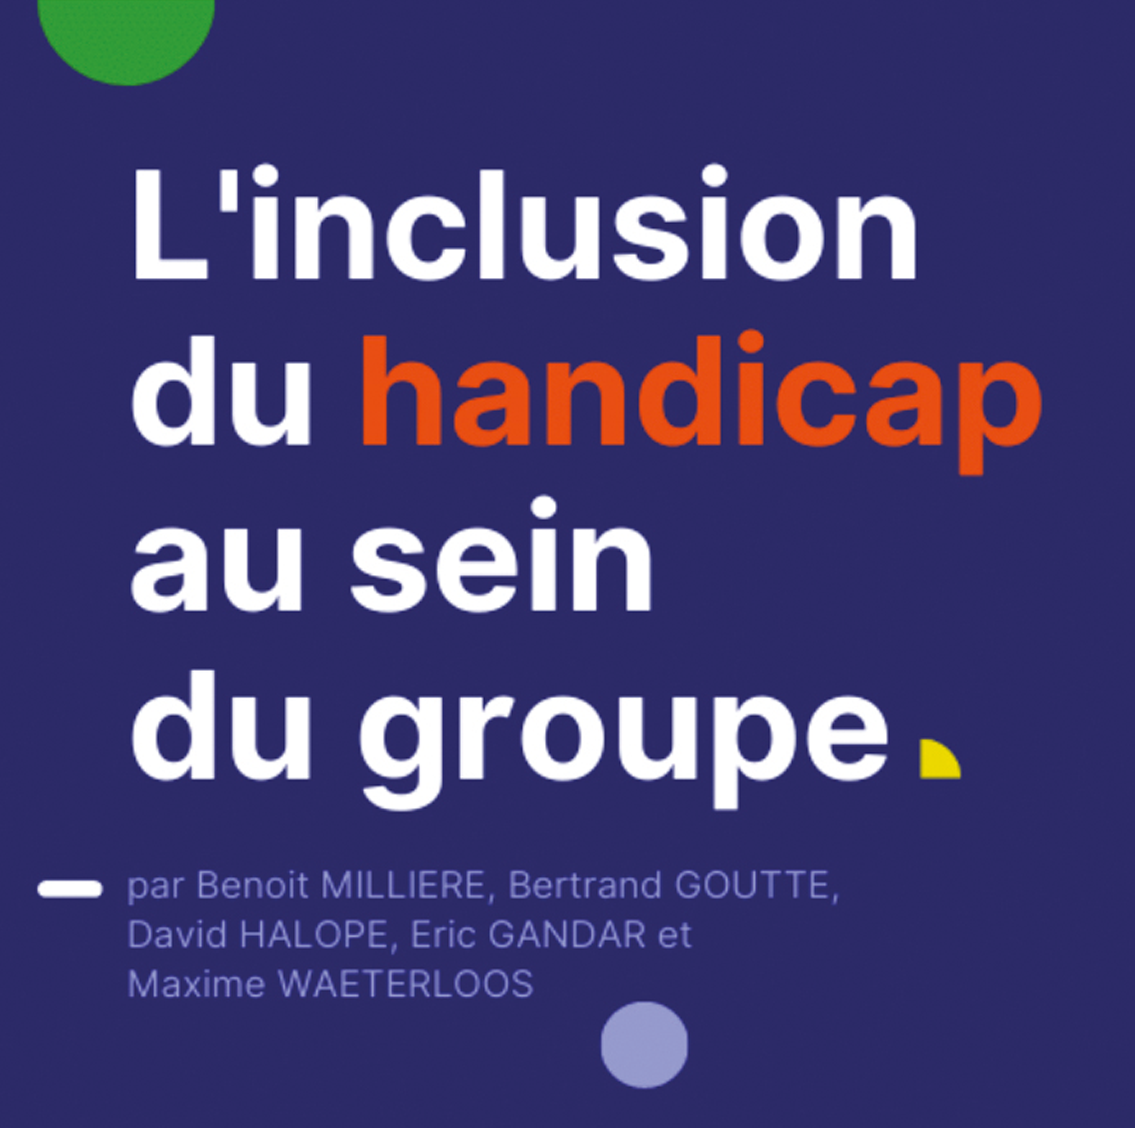 L'inclusion
du handicap
au sein
du groupe
par Benoit MILLIERE, Bertrand GOUTTE,
David HALOPE, Eric GANDAR et
Maxime WAETERLOOS